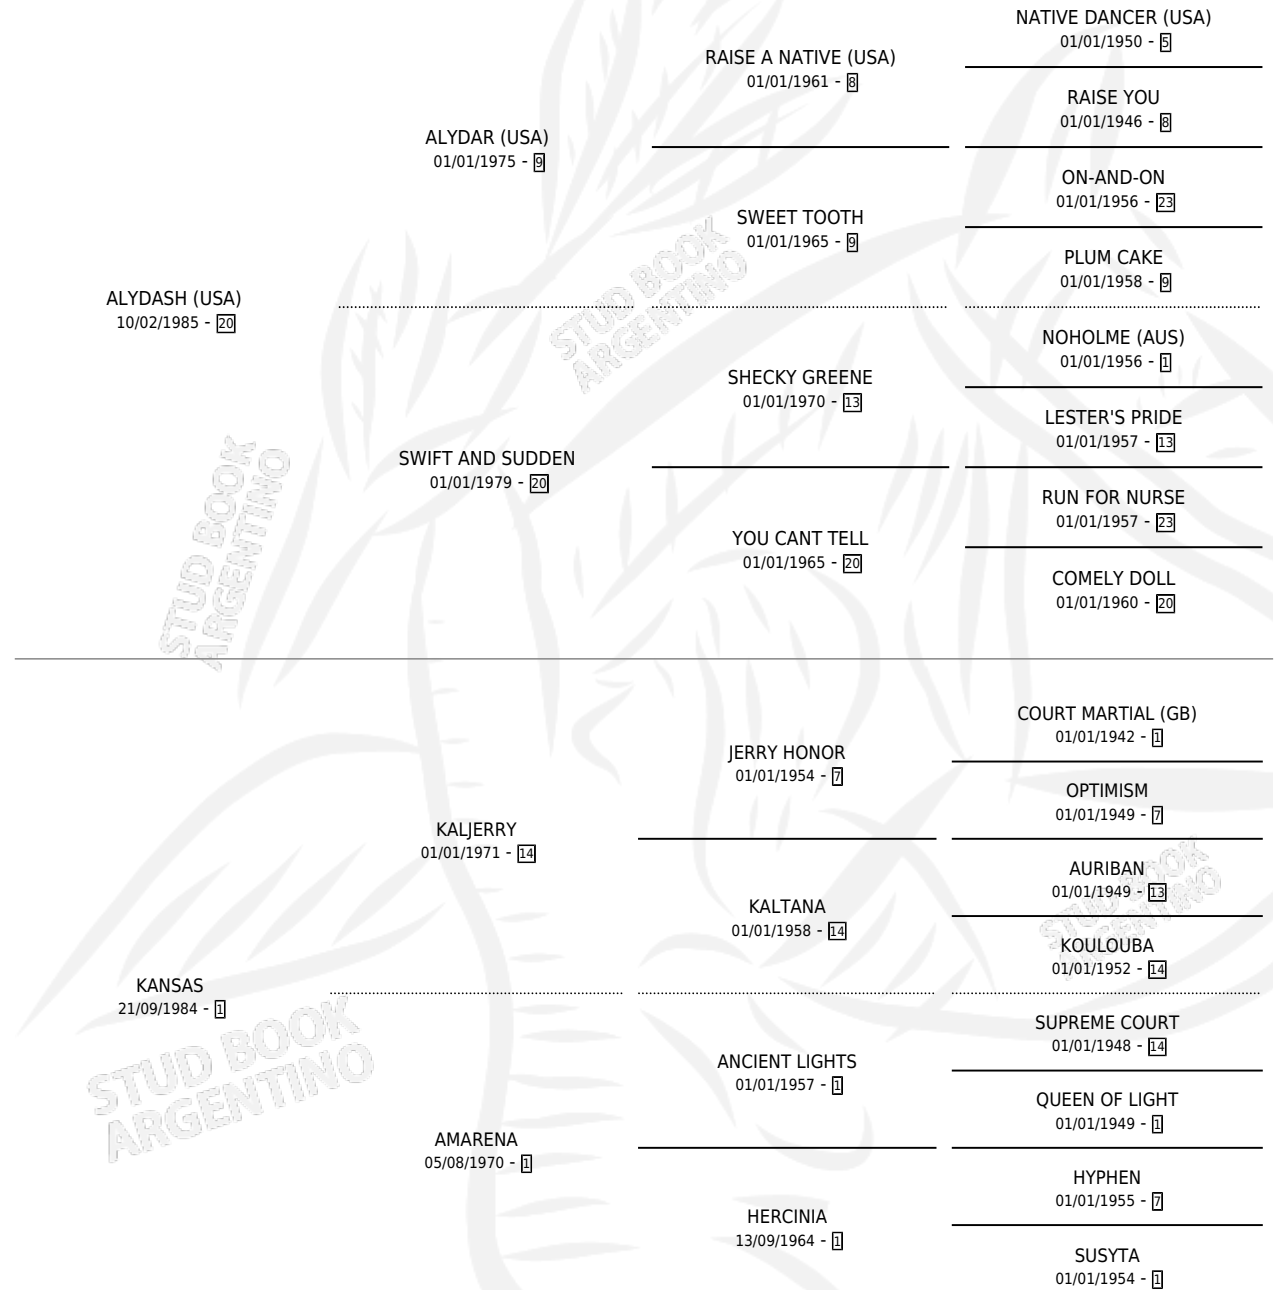 NATIVE DANCER (USA)
01/01/1950 - 5
RAISE A NATIVE (USA)
01/01/1961 - 8
RAISE YOU
01/01/1946 - 8
ALYDAR (USA)
01/01/1975 - 9
ON-AND-ON
01/01/1956 - 23
SWEET TOOTH
01/01/1965 - 9
PLUM CAKE
01/01/1958 - 9
ALYDASH (USA)
10/02/1985 - 20
NOHOLME (AUS)
01/01/1956 - 1
SHECKY GREENE
01/01/1970 - 13
LESTER'S PRIDE
01/01/1957 - 13
SWIFT AND SUDDEN
01/01/1979 - 20
RUN FOR NURSE
01/01/1957 - 23
YOU CANT TELL
01/01/1965 - 20
COMELY DOLL
01/01/1960 - 20
COURT MARTIAL (GB)
01/01/1942 - 1
JERRY HONOR
01/01/1954 - 7
OPTIMISM
01/01/1949 - 7
KALJERRY
01/01/1971 - 14
AURIBAN
01/01/1949 - 13
KALTANA
01/01/1958 - 14
KOULOUBA
01/01/1952 - 14
KANSAS
21/09/1984 - 1
SUPREME COURT
01/01/1948 - 14
ANCIENT LIGHTS
01/01/1957 - 1
QUEEN OF LIGHT
01/01/1949 - 1
AMARENA
05/08/1970 - 1
HYPHEN
01/01/1955 - 7
HERCINIA
13/09/1964 - 1
SUSYTA
01/01/1954 - 1
STUD BOOK
ARGENTINO
STUD BOOK
ARGENTINO
STUD BOOK
ARGENTINO
STUD BOOK
ARGENTINO